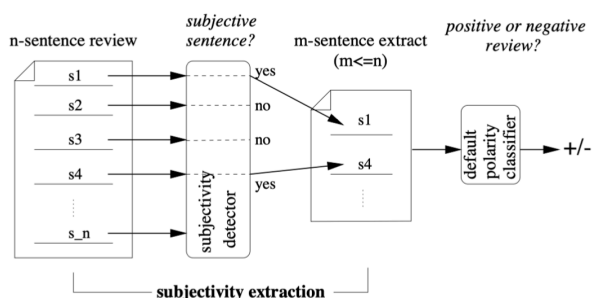 n-sentence review
s1
s2
s3
s4
s_n
subjective
sentence?
subjectivity
detector
yes
no
no
yes
m-sentence extract
(m<=n)
s1
s4
positive or negative
review?
default
polarity
classifier
+/-
subjectivity extraction